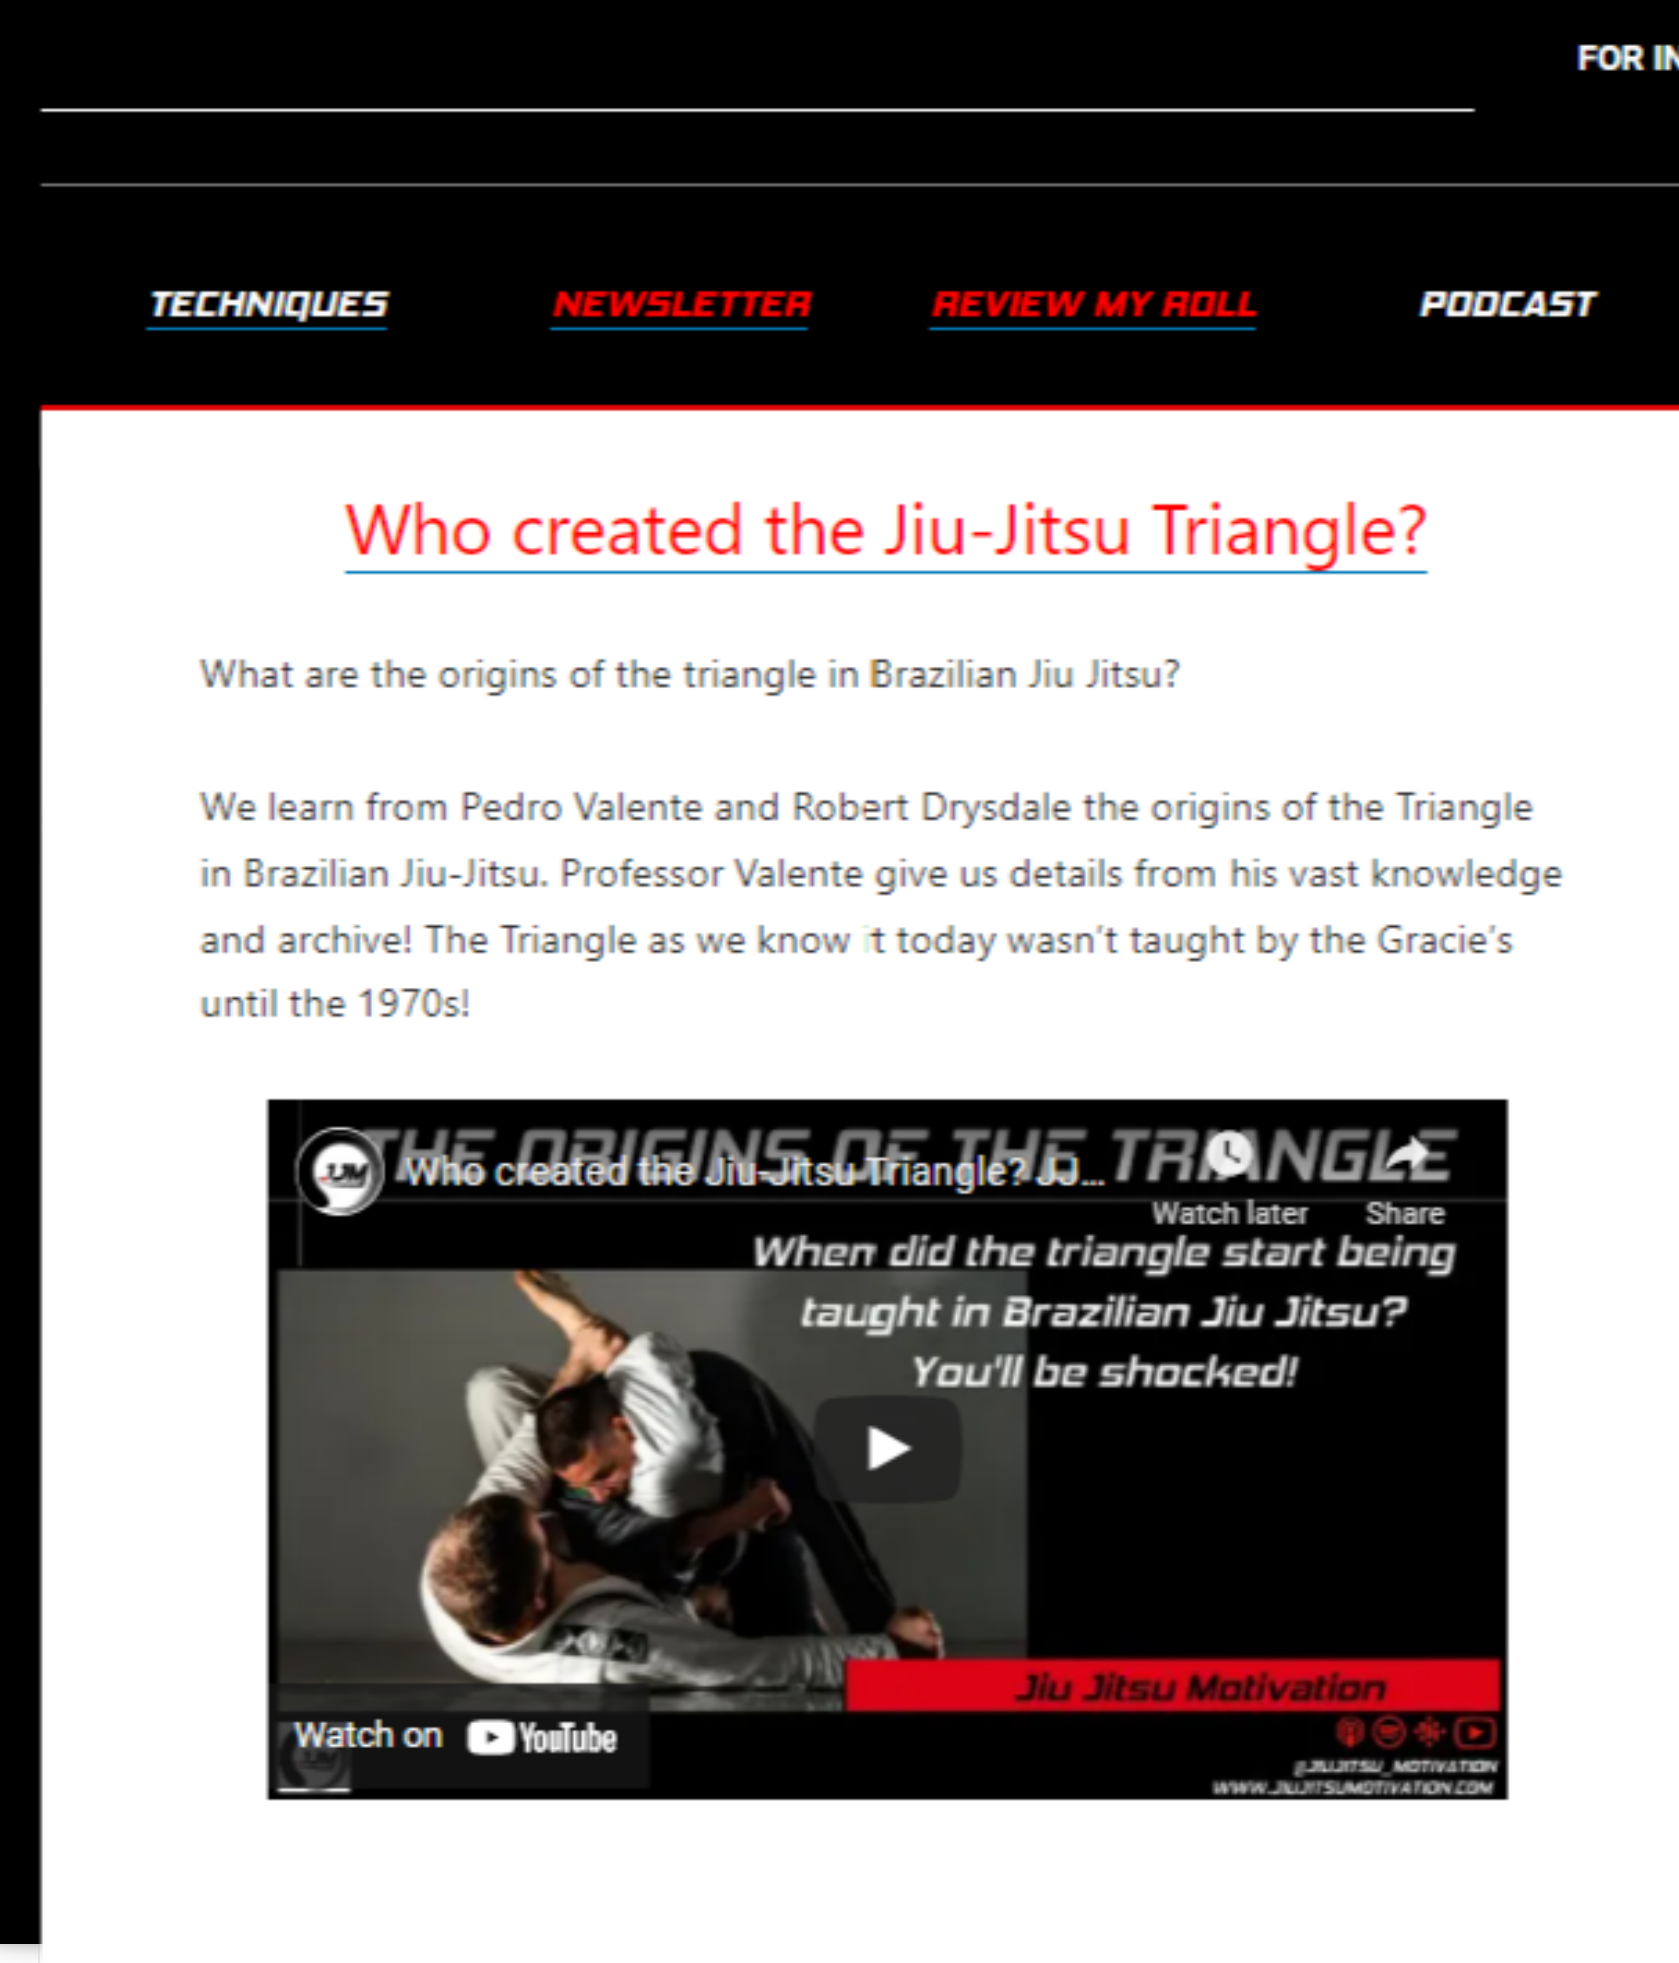 FOR IN
TECHNIQUES NEWSLETTER REVIEW MY ROLL PODCAST
Who created the Jiu-Jitsu Triangle?
What are the origins of the triangle in Brazilian Jiu Jitsu?
We learn from Pedro Valente and Robert Drysdale the origins of the Triangle
in Brazilian Jiu-Jitsu. Professor Valente give us details from his vast knowledge
and archive! The Triangle as we know it today wasn't taught by the Gracie's
until the 1970s!
THE ORIGINS OF THE TRIANGLE
JJM Who created the Jiu-Jitsu Triangle? JJ...
Watch later Share
When did the triangle start being
taught in Brazilian Jiu Jitsu?
You'll be shocked!
Jiu Jitsu Motivation
Watch on YouTube
@JIUJITSU_MOTIVATION
WWW.JIUJITSUMOTIVATION.COM